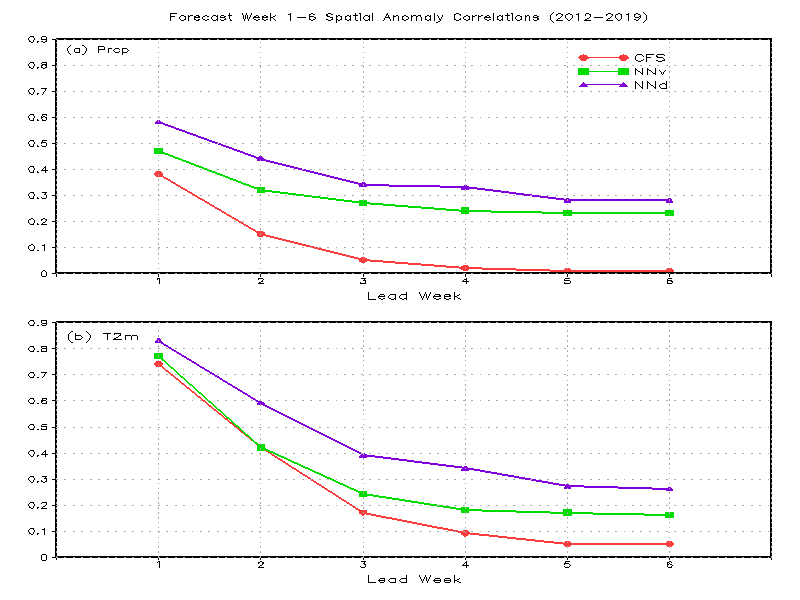 Forecast Week 1-6 Spatial Anomaly Correlations (2012-2019)
(a) Prcp
CFS
NNv
NNd
0.9
0.8
0.7
0.6
0.5
0.4
0.3
0.2
0.1
0
1 2 3 4 5 6
Lead Week
(b) T2m
0.9
0.8
0.7
0.6
0.5
0.4
0.3
0.2
0.1
0
1 2 3 4 5 6
Lead Week